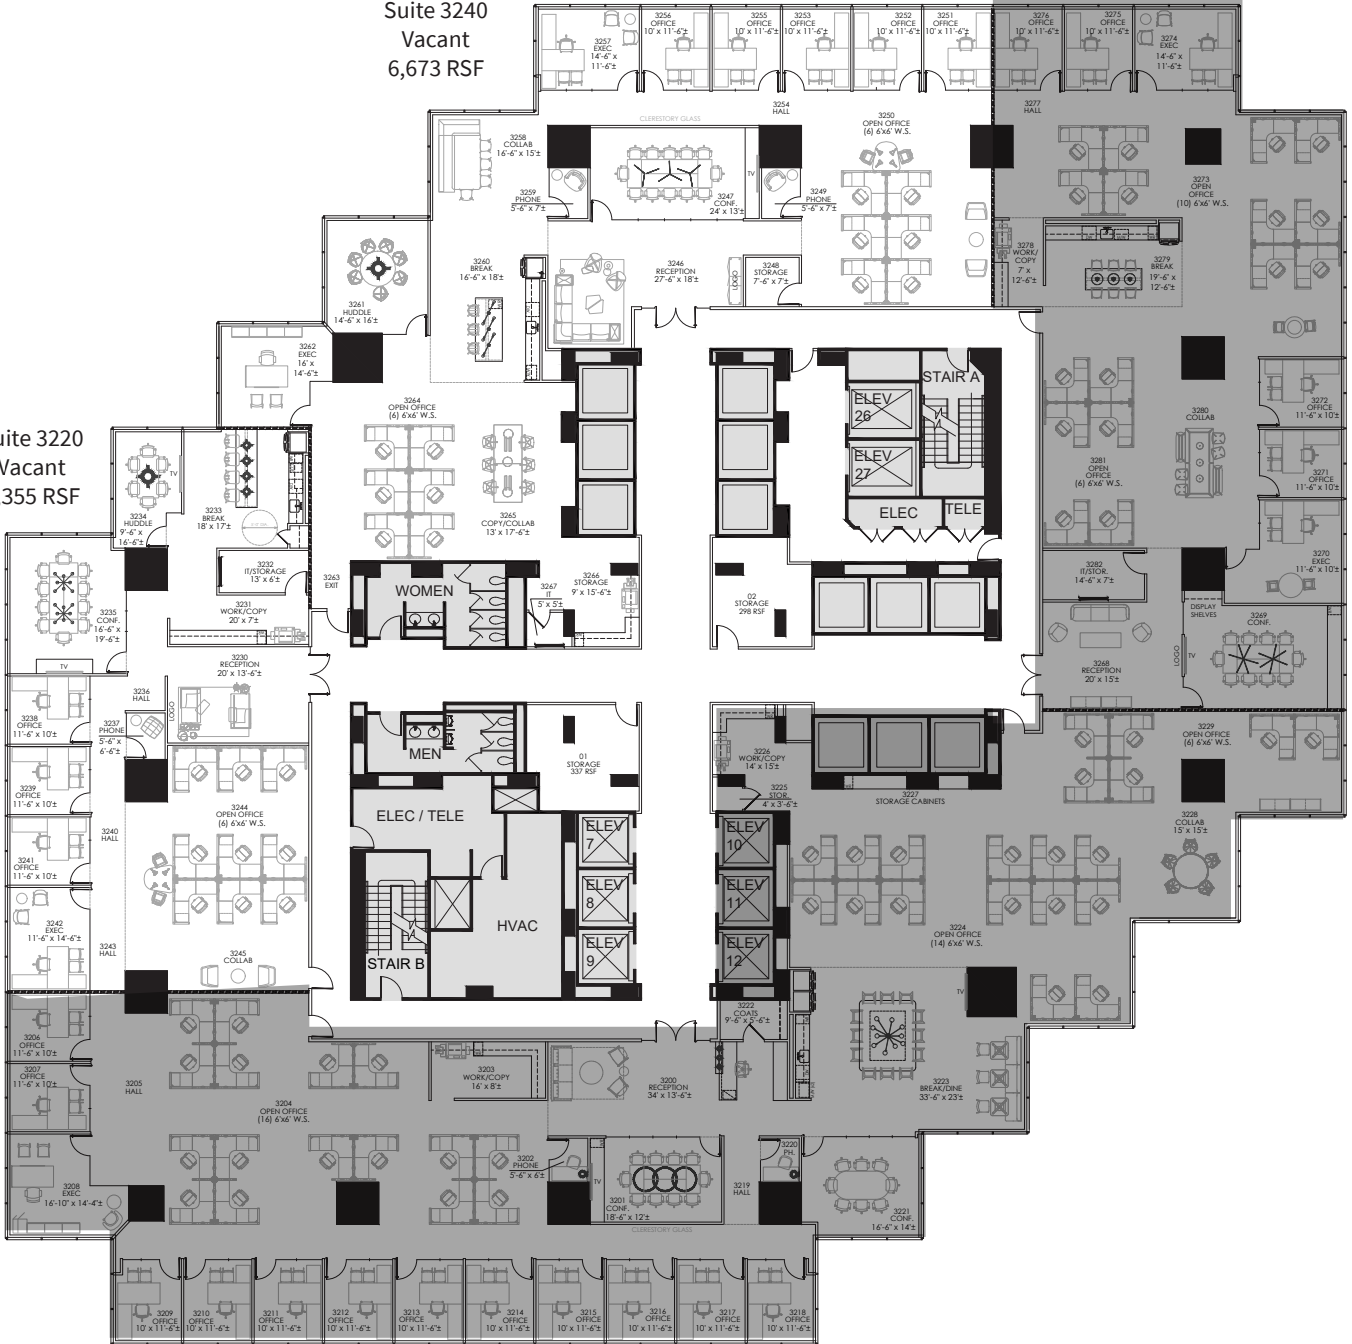 Suite 3240
Vacant
6,673 RSF
3257
EXEC
14'-6" x
11'-6"±
3256
OFFICE
10' x 11'-6"±
3255
OFFICE
10' x 11'-6"±
3253
OFFICE
10' x 11'-6"±
3252
OFFICE
10' x 11'-6"±
3251
OFFICE
10' x 11'-6"±
3276
OFFICE
10' x 11'-6"±
3275
OFFICE
10' x 11'-6"±
3274
EXEC
14'-6" x
11'-6"±
3254
HALL
3277
HALL
CLERESTORY GLASS
3250
OPEN OFFICE
(6) 6'x6' W.S.
3258
COLLAB
16'-6" x 15'±
3259
PHONE
5'-6" x 7'±
TV
3247
CONF.
24' x 13'±
3249
PHONE
5'-6" x 7'±
3273
OPEN
OFFICE
(10) 6'x6' W.S.
3278
WORK/
COPY
7' x
12'-6"±
3279
BREAK
19'-6" x
12'-6"±
3260
BREAK
16'-6" x 18'±
3246
RECEPTION
27'-6" x 18'±
LOGO
3248
STORAGE
7'-6" x 7'±
3261
HUDDLE
14'-6" x 16'±
3262
EXEC
16' x
14'-6"±
STAIR A
ELEV
26
ELEV
27
ELEC
TELE
3272
OFFICE
11'-6" x 10'±
3280
COLLAB
3271
OFFICE
11'-6" x 10'±
3281
OPEN
OFFICE
(6) 6'x6' W.S.
3270
EXEC
11'-6" x 10'±
3264
OPEN OFFICE
(6) 6'x6' W.S.
3265
COPY/COLLAB
13' x 17'-6"±
uite 3220
Vacant
,355 RSF
3234
HUDDLE
9'-6" x
16'-6"±
TV
3233
BREAK
18' x 17'±
3232
IT/STORAGE
13' x 6'±
3263
EXIT
WOMEN
3267
IT
5' x 5'±
3266
STORAGE
9' x 15'-6"±
02
STORAGE
298 RSF
3282
IT/STOR.
14'-6" x 7'±
DISPLAY
SHELVES
3269
CONF.
LOGO
TV
3268
RECEPTION
20' x 15'±
3235
CONF.
16'-6" x
19'-6"±
TV
3231
WORK/COPY
20' x 7'±
3230
RECEPTION
20' x 13'-6"±
LOGO
3236
HALL
3237
PHONE
5'-6" x
6'-6"±
3238
OFFICE
11'-6" x 10'±
3239
OFFICE
11'-6" x 10'±
3240
HALL
3241
OFFICE
11'-6" x 10'±
3244
OPEN OFFICE
(6) 6'x6' W.S.
3242
EXEC
11'-6" x 14'-6"±
3243
HALL
3245
COLLAB
MEN
01
STORAGE
337 RSF
ELEC / TELE
HVAC
STAIR B
ELEV
7
ELEV
8
ELEV
9
ELEV
10
ELEV
11
ELEV
12
3226
WORK/COPY
14' x 15'±
3225
STOR.
4' x 3'-6"±
3227
STORAGE CABINETS
3229
OPEN OFFICE
(6) 6'x6' W.S.
3228
COLLAB
15' x 15'±
3224
OPEN OFFICE
(14) 6'x6' W.S.
TV
3222
COATS
9'-6" x 5'-6"±
3223
BREAK/DINE
33'-6" x 23'±
3206
OFFICE
11'-6" x 10'±
3207
OFFICE
11'-6" x 10'±
3205
HALL
3204
OPEN OFFICE
(16) 6'x6' W.S.
3203
WORK/COPY
16' x 8'±
3200
RECEPTION
34' x 13'-6"±
3208
EXEC
16'-10" x 14'-4"±
3202
PHONE
5'-6" x 6'±
TV
3201
CONF.
18'-6" x 12'±
CLERESTORY GLASS
3220
PH.
3219
HALL
3221
CONF.
16'-6" x 14'±
3209
OFFICE
10' x 11'-6"±
3210
OFFICE
10' x 11'-6"±
3211
OFFICE
10' x 11'-6"±
3212
OFFICE
10' x 11'-6"±
3213
OFFICE
10' x 11'-6"±
3214
OFFICE
10' x 11'-6"±
3215
OFFICE
10' x 11'-6"±
3216
OFFICE
10' x 11'-6"±
3217
OFFICE
10' x 11'-6"±
3218
OFFICE
10' x 11'-6"±